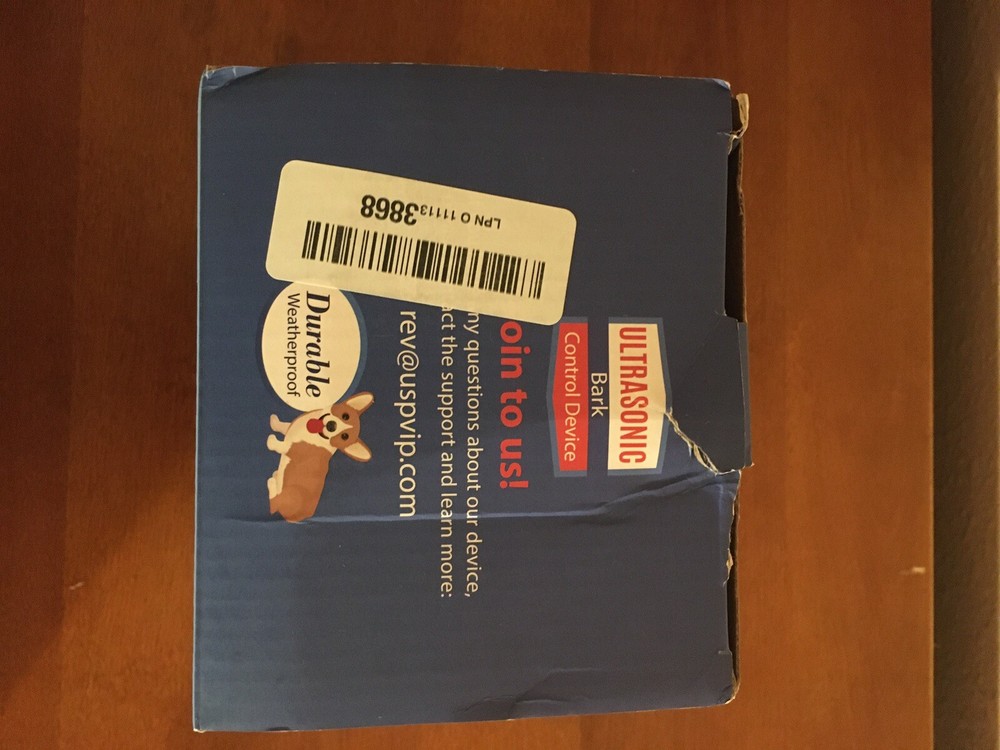 ULTRASONIC
Bark
Control Device
oin to us!
ny questions about our device,
act the support and learn more:
rev@uspvip.com
Durable
Weatherproof
LPN O 111133868